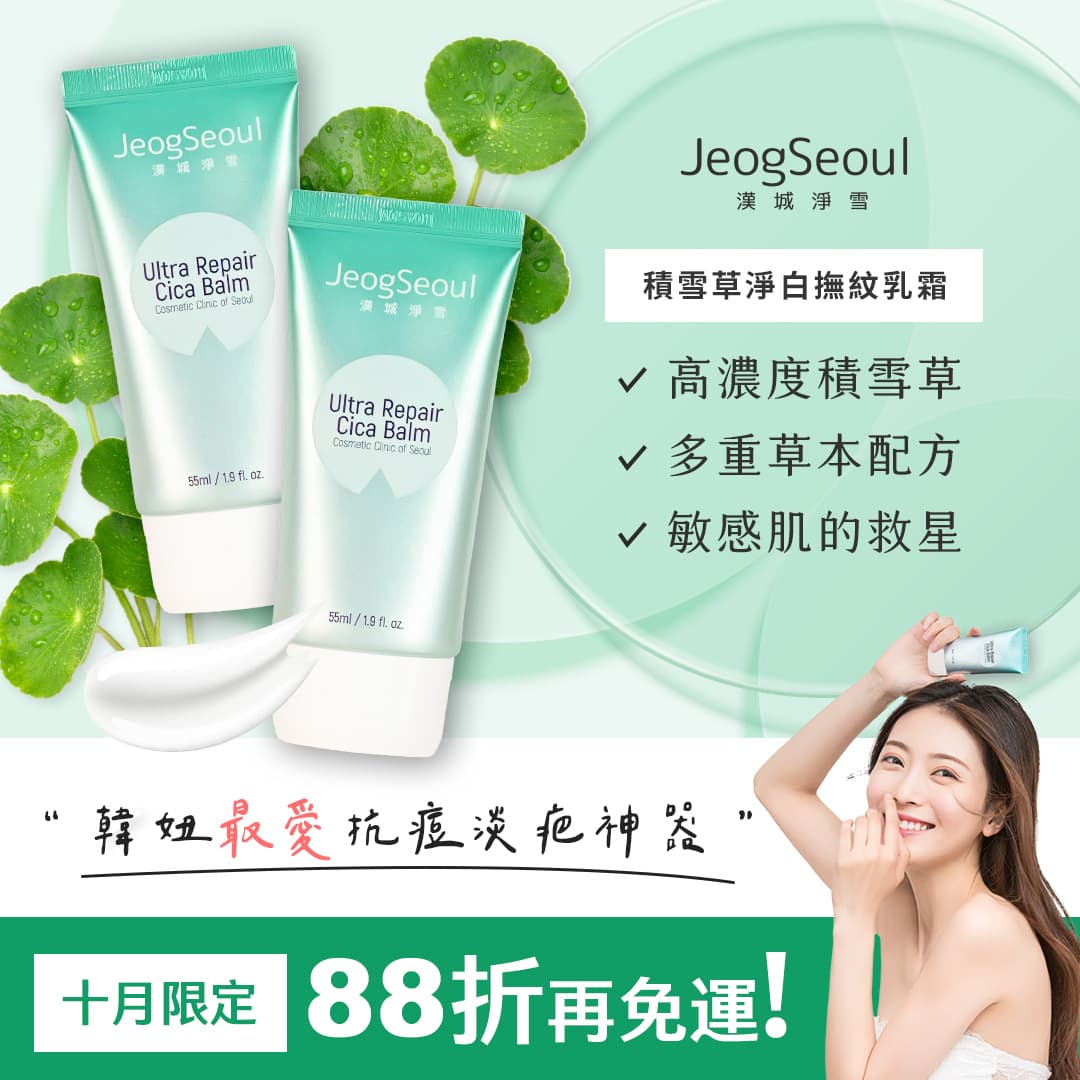 JeogSeoul
漢城淨雪
Ultra Repair
Cica Balm
Cosmetic Clinic of Seoul
55ml / 1.9 fl. oz.
JeogSeoul
漢城淨雪
Ultra Repair
Cica Balm
Cosmetic Clinic of Seoul
55ml / 1.9 fl. oz.
JeogSeoul
漢城淨雪
積雪草淨白撫紋乳霜
✓ 高濃度積雪草
✓ 多重草本配方
✓ 敏感肌的救星
Ultra Repair
Cica Balm
“韓妞最愛抗痘淡疤神器”
十月限定
88折再免運!